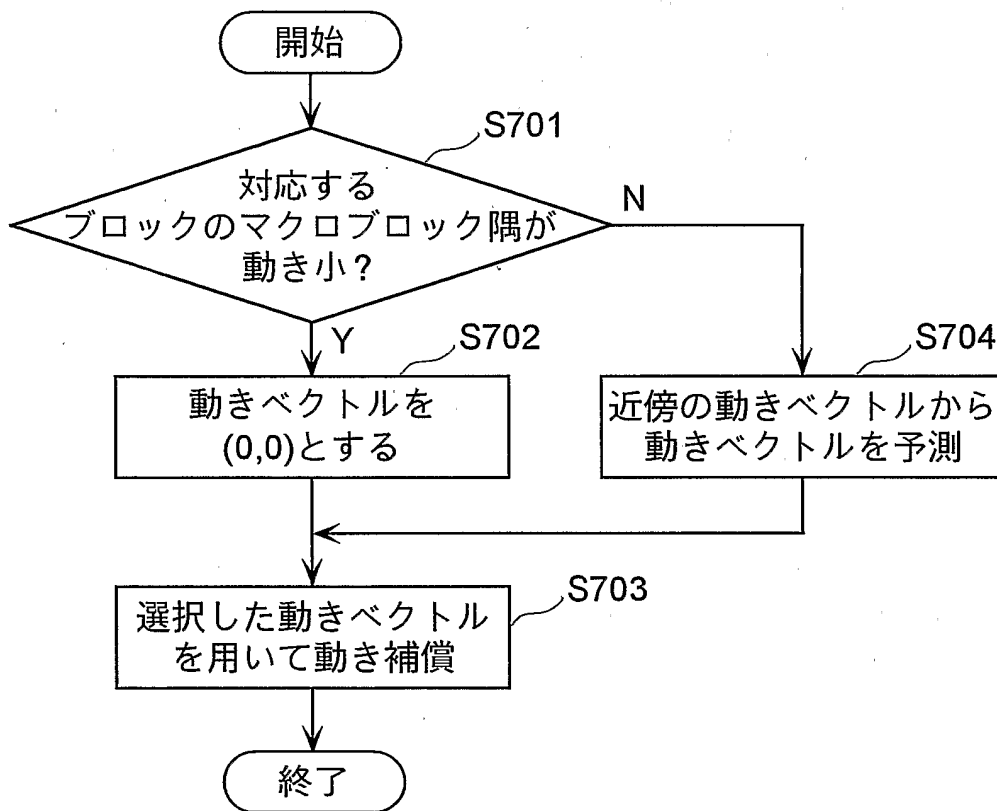 開始
S701
対応する
ブロックのマクロブロック隅が
動き小？
N
Y
S702
動きベクトルを
(0,0)とする
S704
近傍の動きベクトルから
動きベクトルを予測
S703
選択した動きベクトル
を用いて動き補償
終了